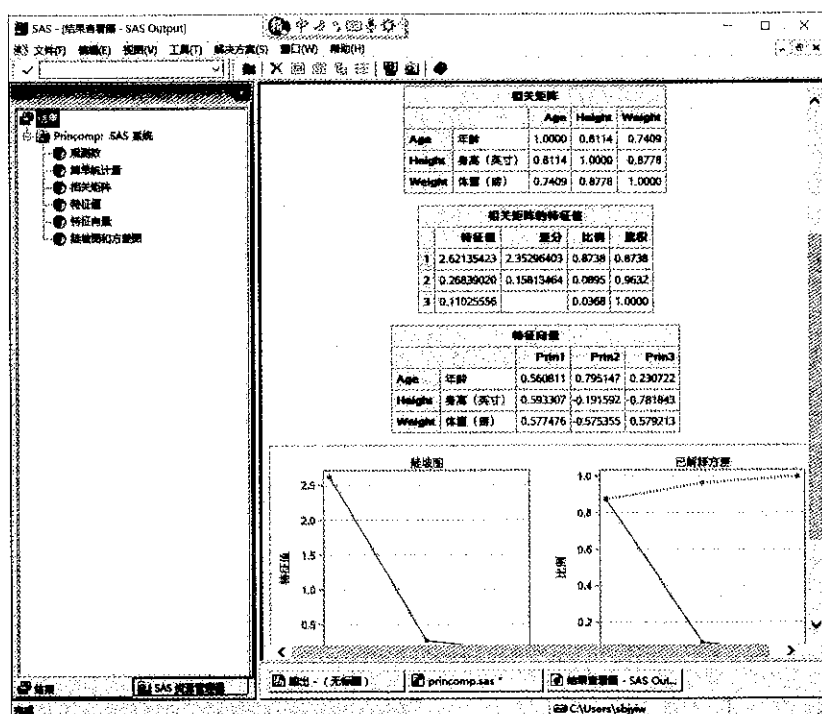 SAS - [结果查看器 - SAS Output]
文件(F) 编辑(E) 视图(V) 工具(T) 解决方案(S) 窗口(W) 帮助(H)
结果
Princomp: SAS 系统
观测数
简单统计量
相关矩阵
特征值
特征向量
陡坡图和方差图
相关矩阵
Age Height Weight
Age 年龄 1.0000 0.8114 0.7409
Height 身高（英寸） 0.8114 1.0000 0.8778
Weight 体重（磅） 0.7409 0.8778 1.0000
相关矩阵的特征值
特征值 差分 比例 累积
1 2.62135423 2.35296403 0.8738 0.8738
2 0.26839020 0.15813464 0.0895 0.9632
3 0.11025556 0.0368 1.0000
特征向量
Prin1 Prin2 Prin3
Age 年龄 0.560811 0.795147 0.230722
Height 身高（英寸） 0.593307 -0.191592 -0.781843
Weight 体重（磅） 0.577476 -0.575355 0.579213
陡坡图
特征值
2.5
2.0
1.5
1.0
0.5
已解释方差
比例
1.0
0.8
0.6
0.4
0.2
结果
SAS 资源管理器
输出 - （无标题）
princomp.sas *
结果查看器 - SAS Out...
C:\Users\sbjyiw